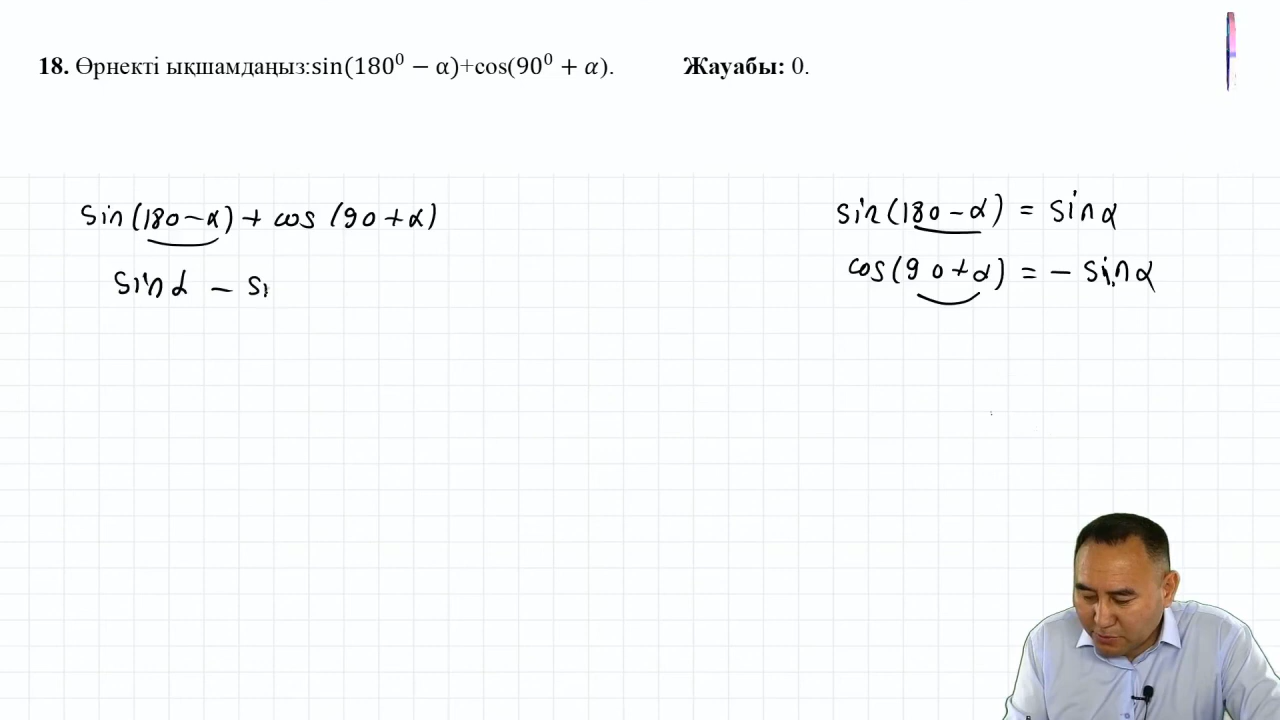 18. Өрнекті ықшамдаңыз:sin(180⁰ − α)+cos(90⁰ + α). Жауабы: 0.
sin(180−α) + cos (90+α)
sin α − si
sin(180−α) = sin α
cos(90+α) = − sin α